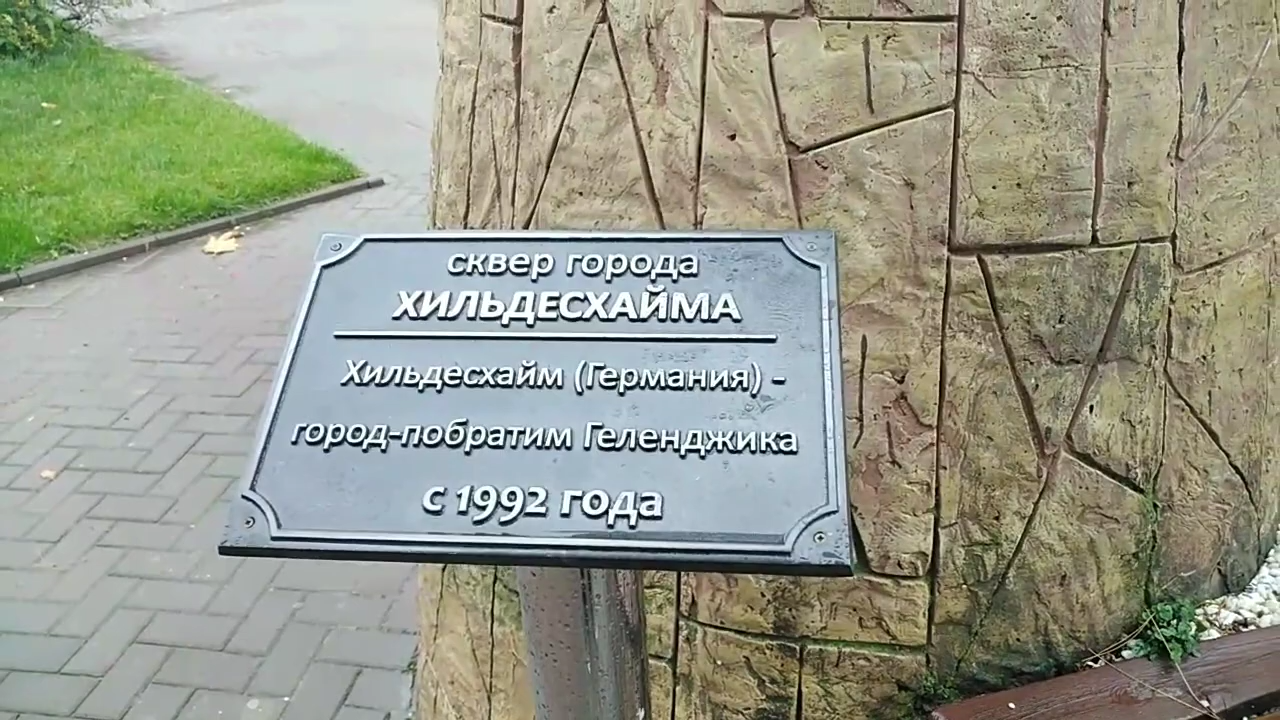 сквер города
ХИЛЬДЕСХАЙМА
Хильдесхайм (Германия) -
город-побратим Геленджика
с 1992 года